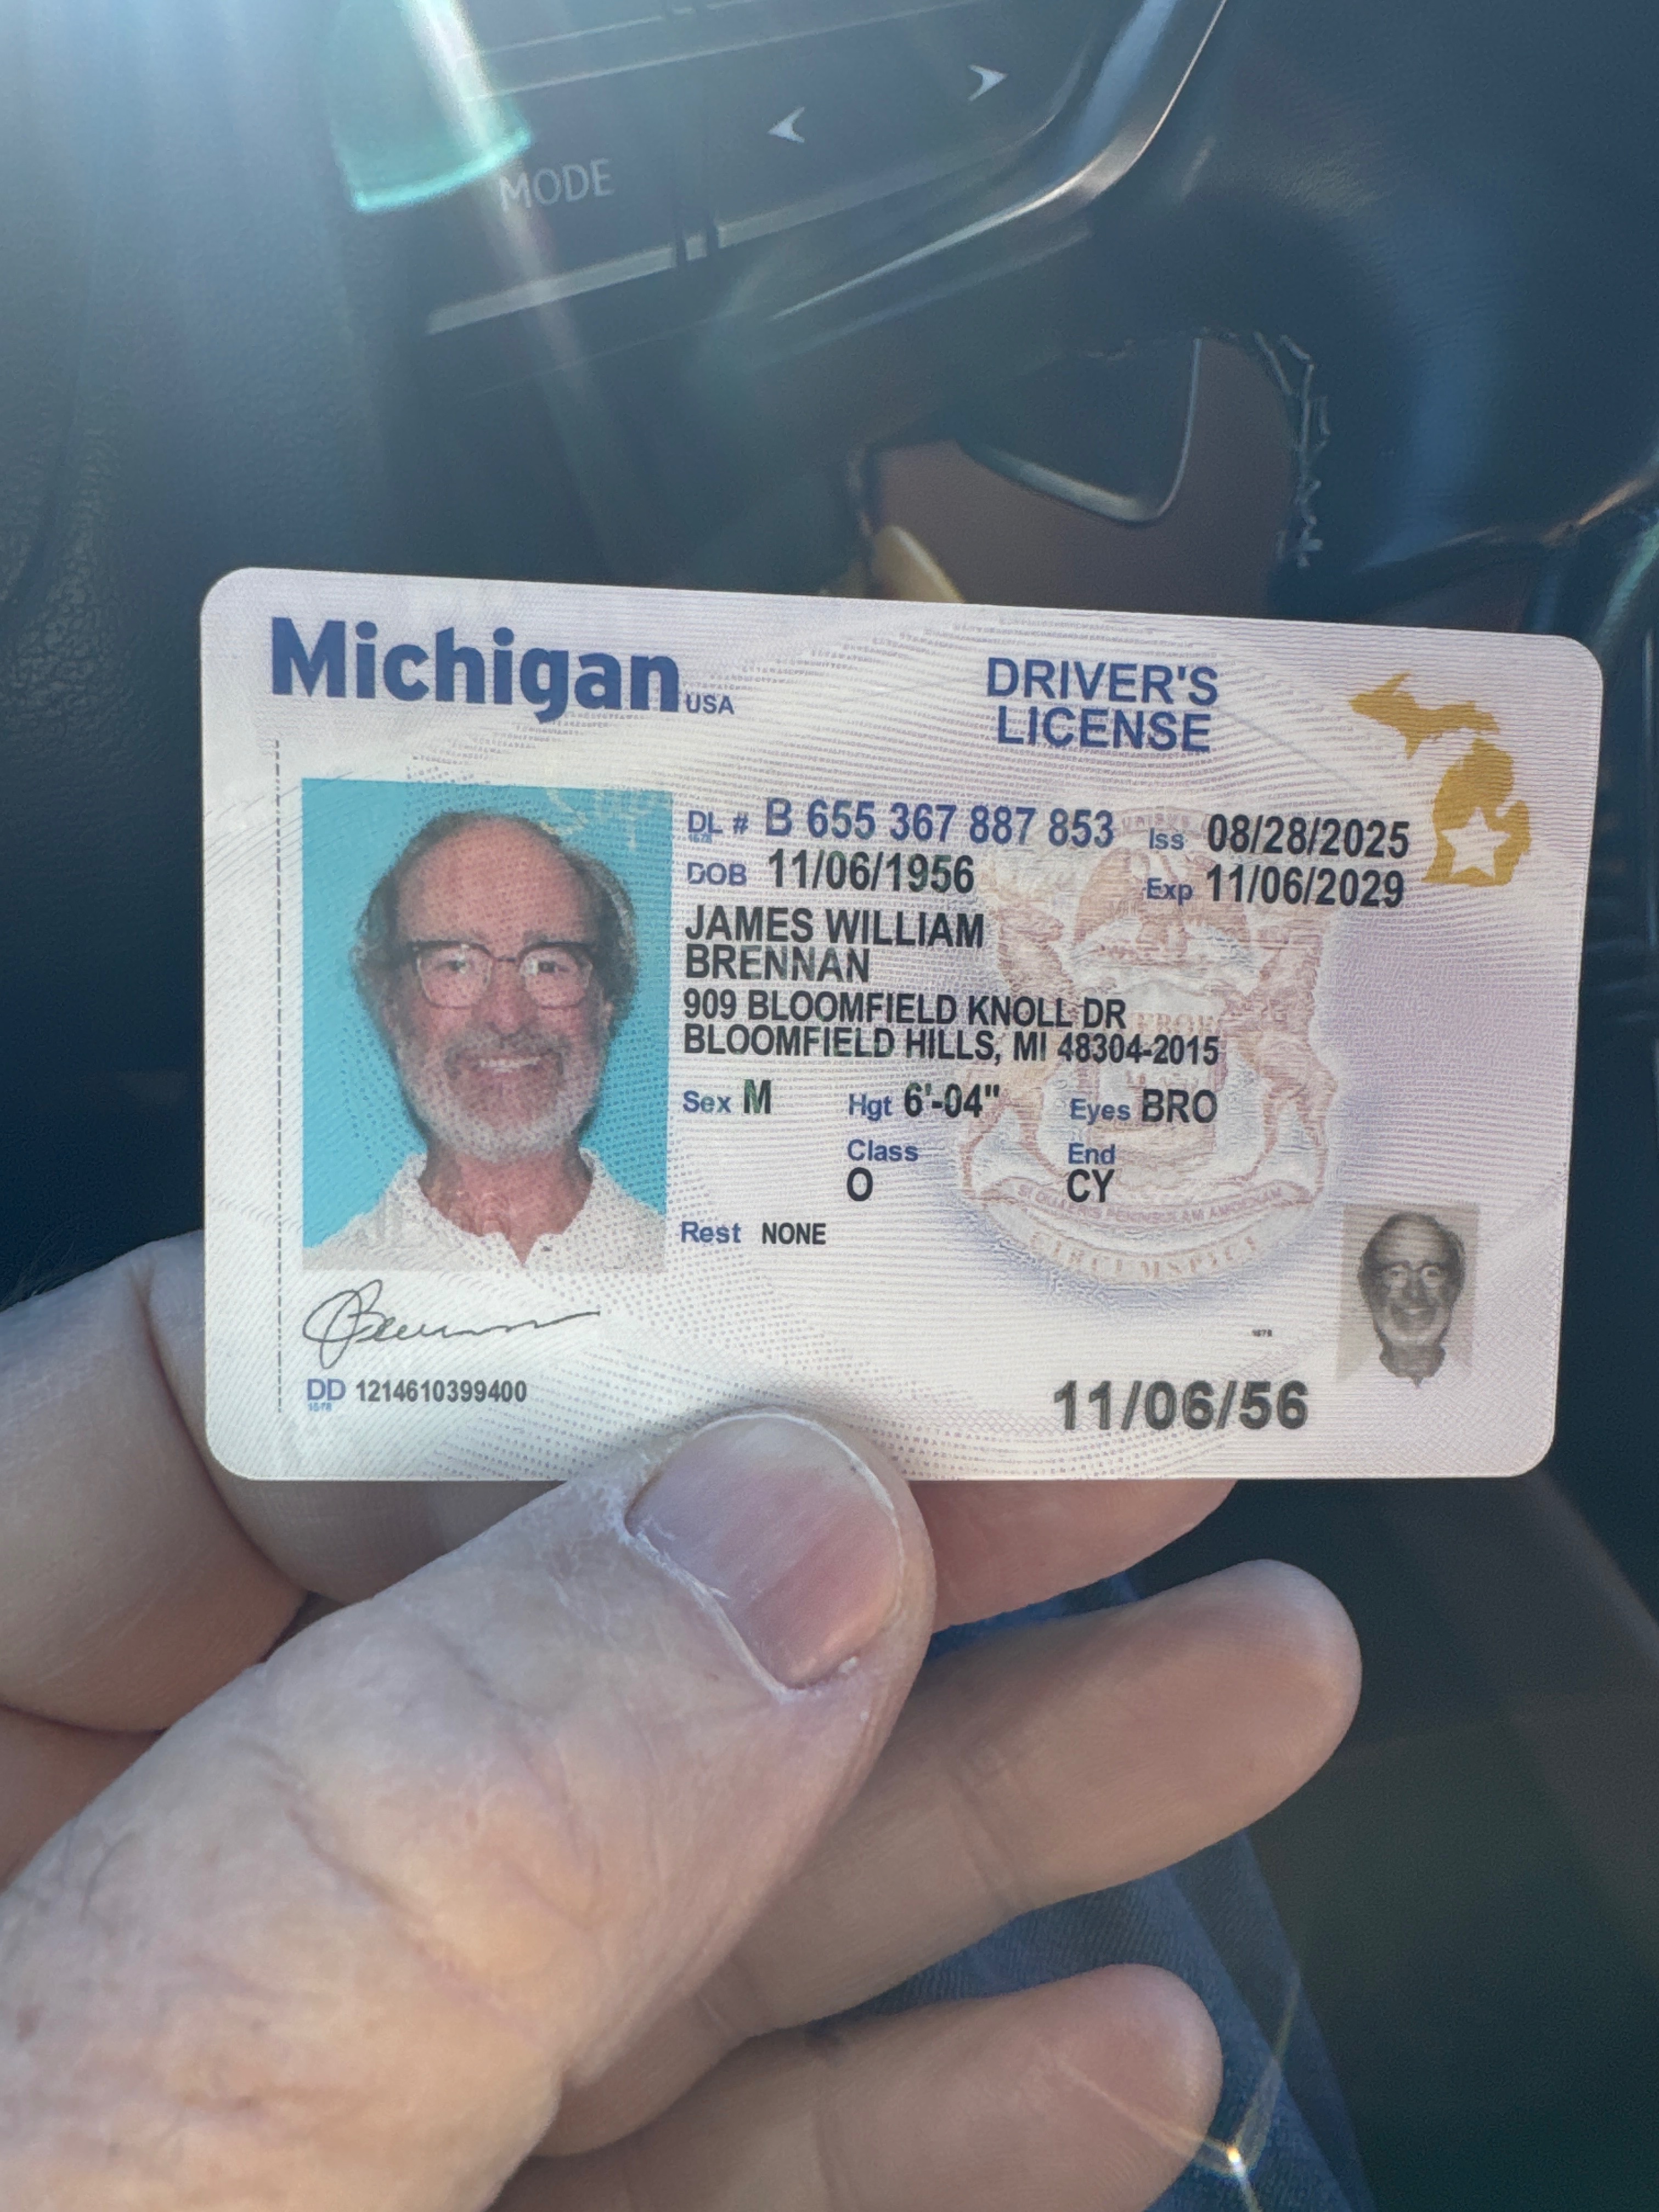 MODE
Michigan USA
DRIVER'S
LICENSE
DL # B 655 367 887 853 Iss 08/28/2025
DOB 11/06/1956 Exp 11/06/2029
JAMES WILLIAM
BRENNAN
909 BLOOMFIELD KNOLL DR
BLOOMFIELD HILLS, MI 48304-2015
Sex M Hgt 6'-04" Eyes BRO
Class End
O CY
Rest NONE
CIRCUMSPICE
Brennan
DD 1214610399400
11/06/56